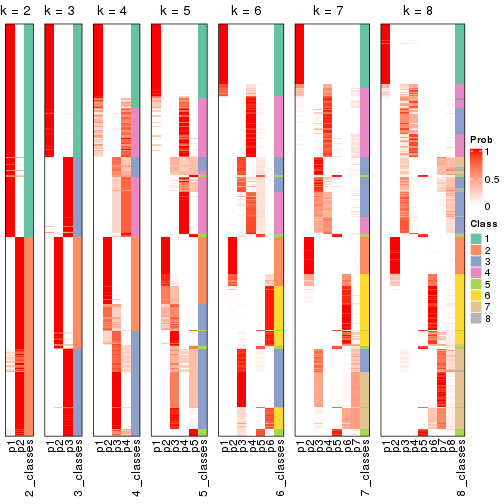 k = 2 k = 3 k = 4 k = 5 k = 6 k = 7 k = 8
Prob
1
0.5
0
Class
1
2
3
4
5
6
7
8
p1 p2 2_classes
p1 p2 p3 3_classes
p1 p2 p3 p4 4_classes
p1 p2 p3 p4 p5 5_classes
p1 p2 p3 p4 p5 p6 6_classes
p1 p2 p3 p4 p5 p6 p7 7_classes
p1 p2 p3 p4 p5 p6 p7 p8 8_classes